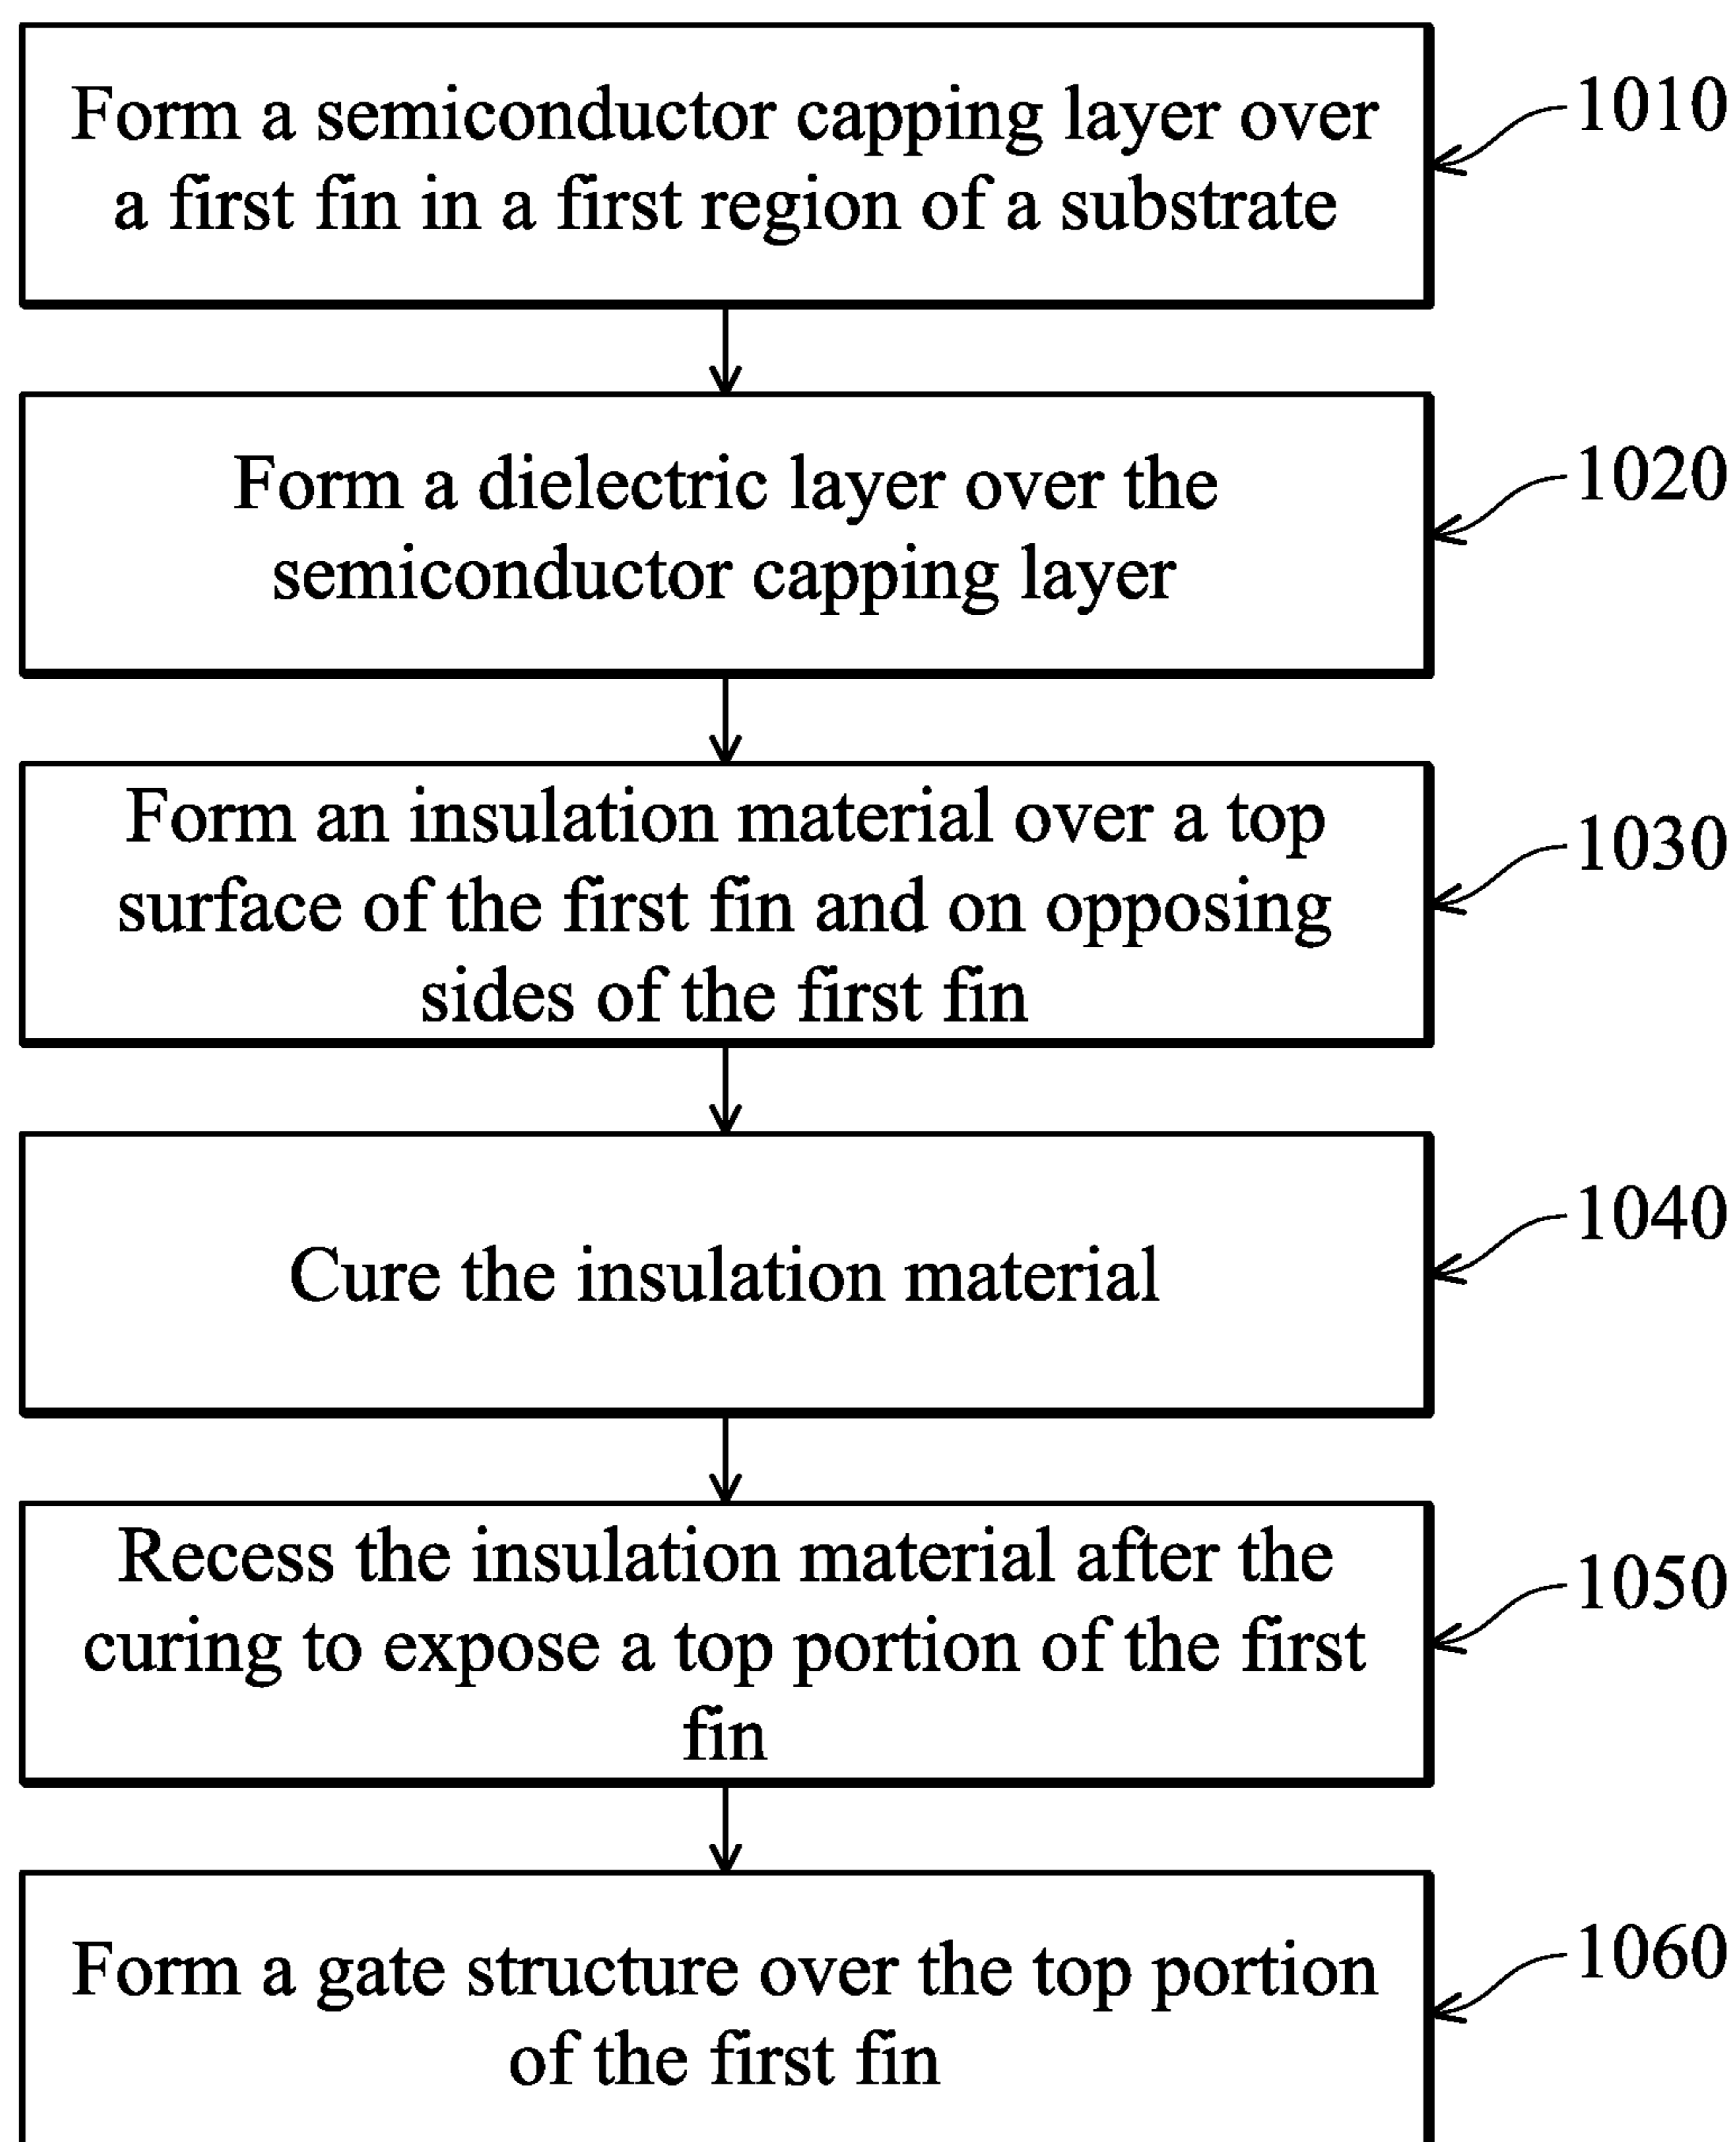 Form a semiconductor capping layer over
a first fin in a first region of a substrate
1010
Form a dielectric layer over the
semiconductor capping layer
1020
Form an insulation material over a top
surface of the first fin and on opposing
sides of the first fin
1030
Cure the insulation material
1040
Recess the insulation material after the
curing to expose a top portion of the first
fin
1050
Form a gate structure over the top portion
of the first fin
1060